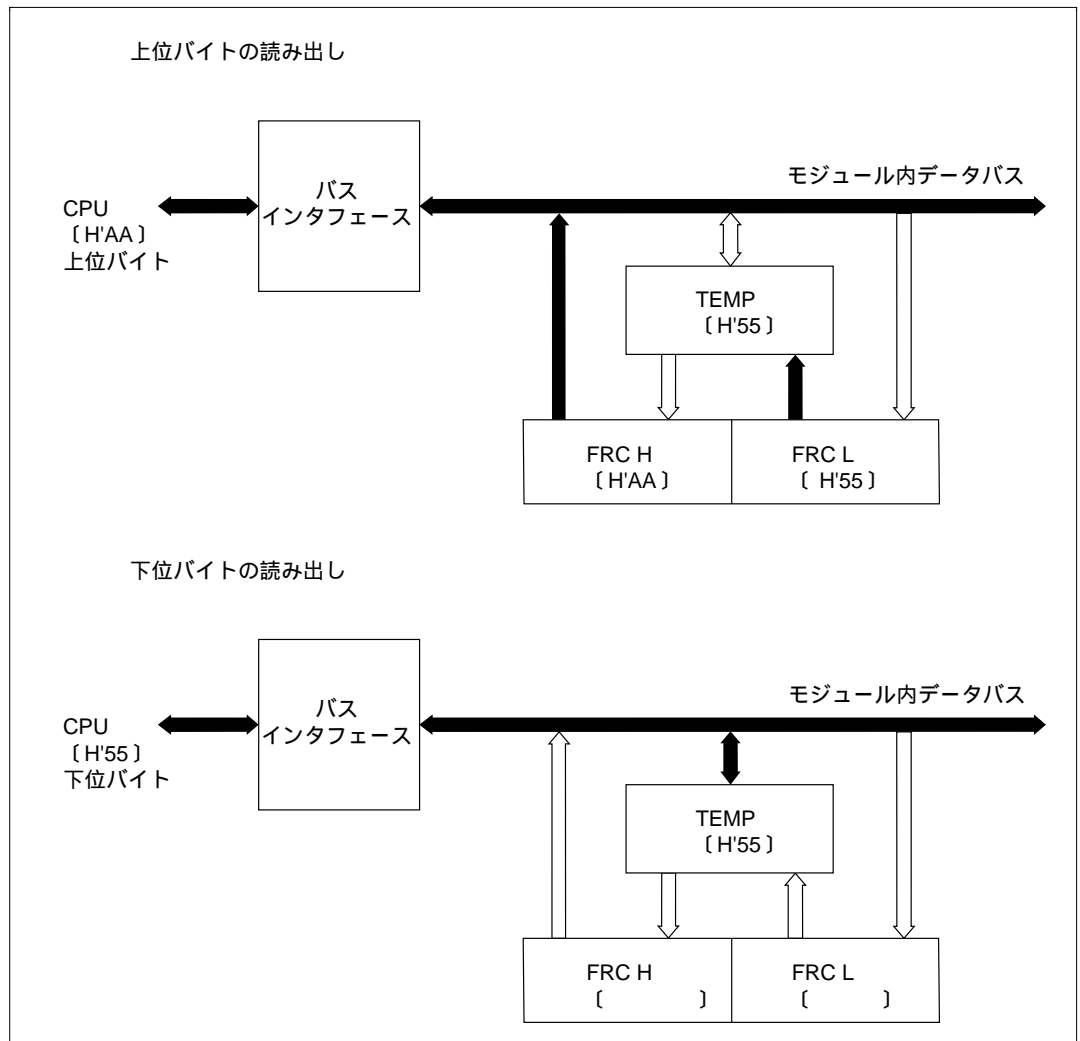 上位バイトの読み出し
モジュール内データバス
バス
インタフェース
CPU
〔H'AA〕
上位バイト
TEMP
〔H'55〕
FRC H
〔H'AA〕
FRC L
〔 H'55〕
下位バイトの読み出し
モジュール内データバス
バス
インタフェース
CPU
〔H'55〕
下位バイト
TEMP
〔H'55〕
FRC H
〔 〕
FRC L
〔 〕